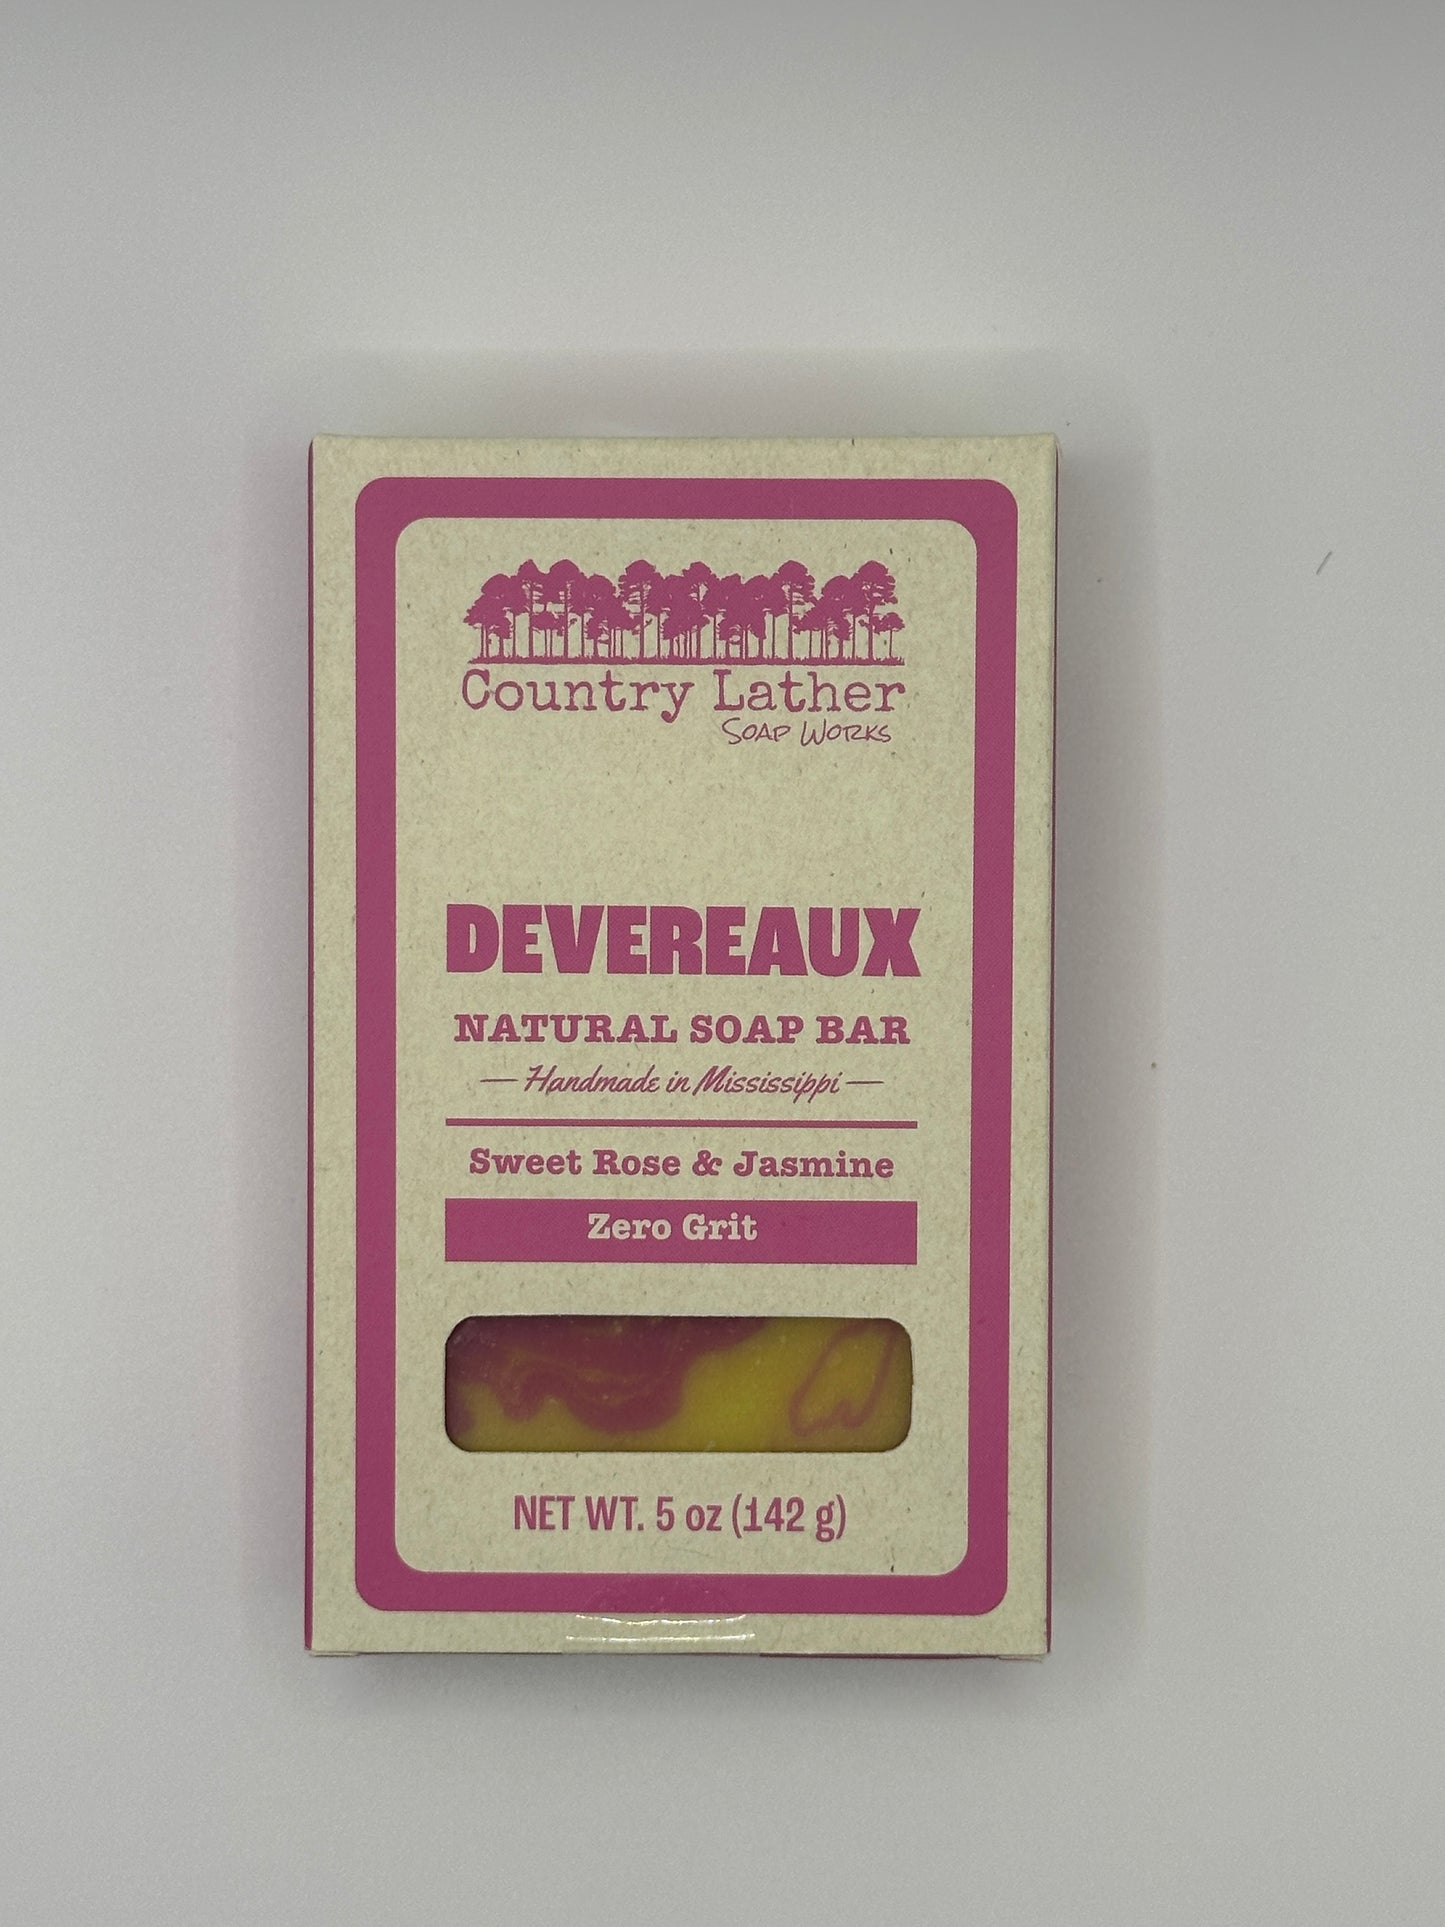 Country Lather
Soap Works
DEVEREAUX
NATURAL SOAP BAR
— Handmade in Mississippi —
Sweet Rose & Jasmine
Zero Grit
NET WT. 5 oz (142 g)